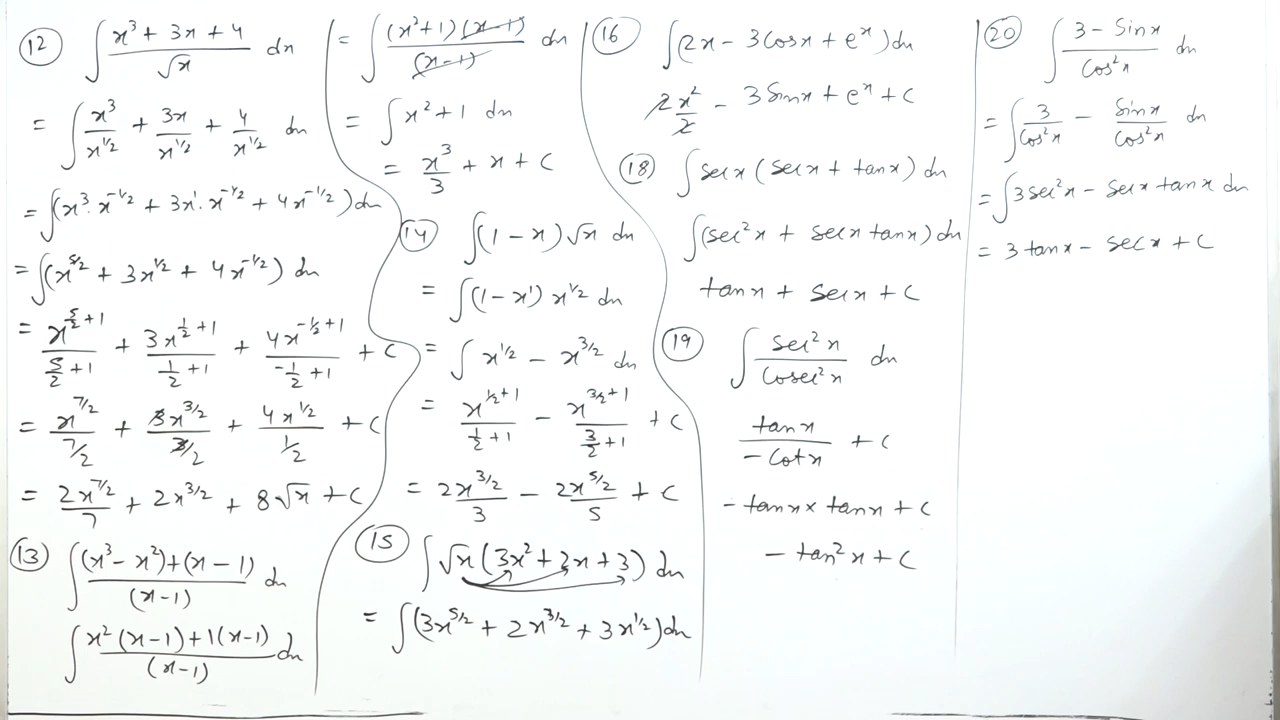 (12) ∫ (x³ + 3x + 4)/√x dx
= ∫ x³/x^(1/2) + 3x/x^(1/2) + 4/x^(1/2) dx
= ∫(x³·x^(-1/2) + 3x¹·x^(-1/2) + 4x^(-1/2))dx
= ∫(x^(5/2) + 3x^(1/2) + 4x^(-1/2)) dx
= x^(5/2+1)/(5/2+1) + 3x^(1/2+1)/(1/2+1) + 4x^(-1/2+1)/(-1/2+1) + c
= x^(7/2)/(7/2) + 3x^(3/2)/(3/2) + 4x^(1/2)/(1/2) + c
= 2x^(7/2)/7 + 2x^(3/2) + 8√x + c
(13) ∫ ((x³ - x²)+(x - 1))/(x-1) dx
∫ (x²(x-1)+1(x-1))/(x-1) dx
= ∫ (x²+1)(x-1)/(x-1) dx
= ∫ x²+1 dx
= x³/3 + x + c
(14) ∫(1-x)√x dx
= ∫(1-x¹) x^(1/2) dx
= ∫ x^(1/2) - x^(3/2) dx
= x^(1/2+1)/(1/2+1) - x^(3/2+1)/(3/2+1) + c
= 2x^(3/2)/3 - 2x^(5/2)/5 + c
(15) ∫ √x(3x²+2x+3) dx
= ∫(3x^(5/2) + 2x^(3/2) + 3x^(1/2))dx
(16) ∫(2x - 3cosx + e^x)dx
2x²/2 - 3sinx + e^x + c
(18) ∫ secx (secx + tanx) dx
∫(sec²x + secx tanx) dx
tanx + secx + c
(19) ∫ sec²x/cosec²x dx
tanx/-cotx + c
-tanx × tanx + c
- tan²x + c
(20) ∫ (3 - sinx)/cos²x dx
= ∫ 3/cos²x - sinx/cos²x dx
= ∫ 3sec²x - secx tanx dx
= 3tanx - secx + c